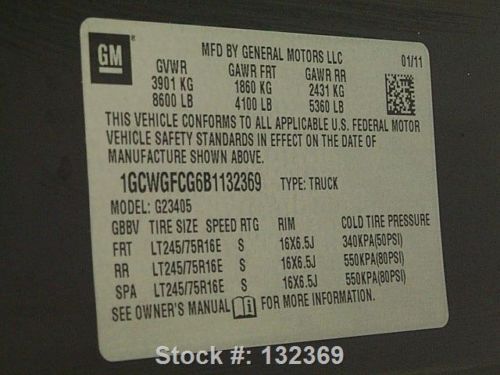 GM ®
MFD BY GENERAL MOTORS LLC 01/11
GVWR GAWR FRT GAWR RR
3901 KG 1860 KG 2431 KG
8600 LB 4100 LB 5360 LB
THIS VEHICLE CONFORMS TO ALL APPLICABLE U.S. FEDERAL MOTOR
VEHICLE SAFETY STANDARDS IN EFFECT ON THE DATE OF
MANUFACTURE SHOWN ABOVE.
1GCWGFCG6B1132369 TYPE: TRUCK
MODEL: G23405
GBBV TIRE SIZE SPEED RTG RIM COLD TIRE PRESSURE
FRT LT245/75R16E S 16X6.5J 340KPA(50PSI)
RR LT245/75R16E S 16X6.5J 550KPA(80PSI)
SPA LT245/75R16E S 16X6.5J 550KPA(80PSI)
SEE OWNER'S MANUAL i FOR MORE INFORMATION.
Stock #: 132369